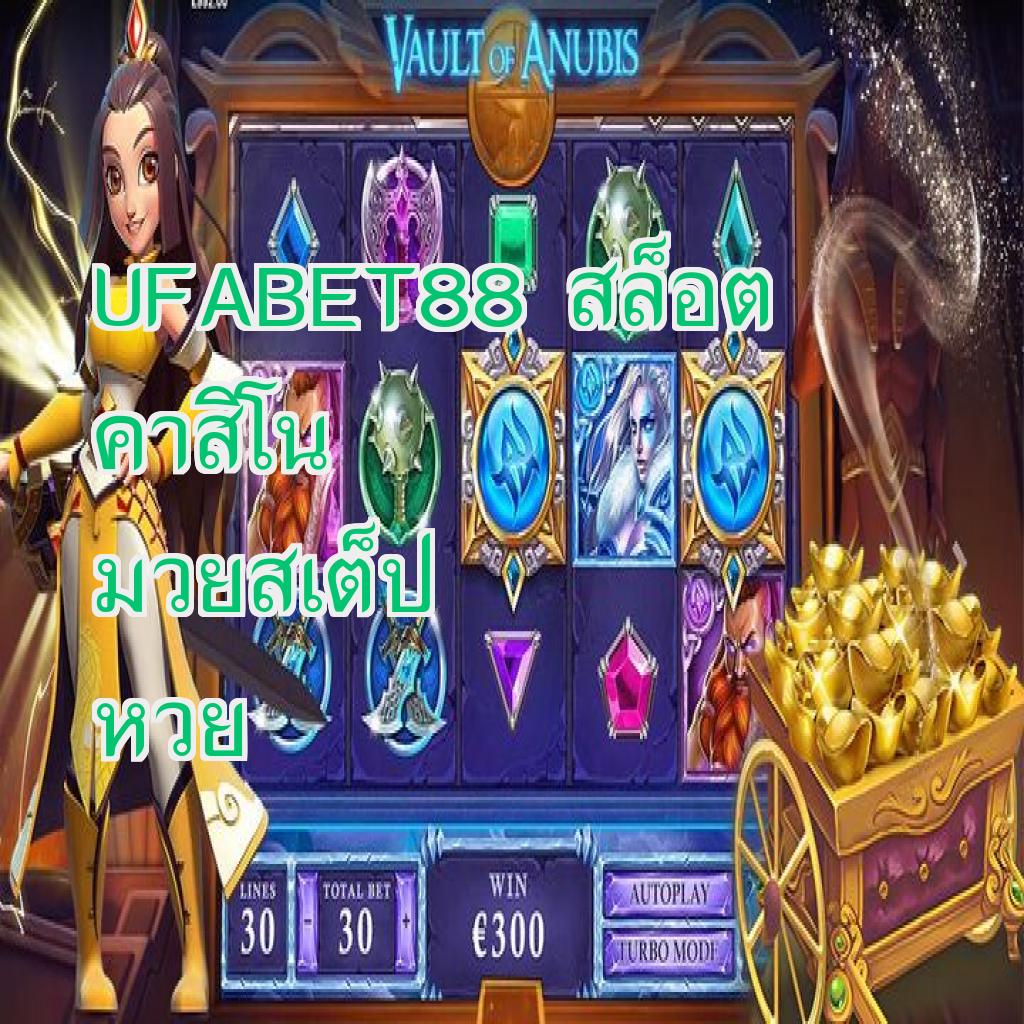 VAULT OF ANUBIS
UFABET88 สล็อต
คาสิโน
มวยสเต็ป
หวย
LINES
30
TOTAL BET
- 30 +
WIN
€300
AUTOPLAY
TURBO MODE